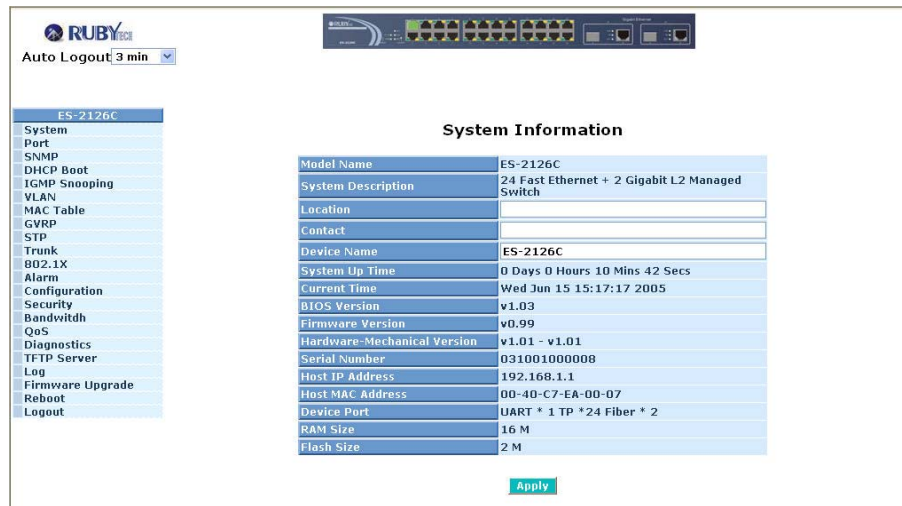 RUBYTECH
Auto Logout 3 min
ES-2126C
System
Port
SNMP
DHCP Boot
IGMP Snooping
VLAN
MAC Table
GVRP
STP
Trunk
802.1X
Alarm
Configuration
Security
Bandwitdh
QoS
Diagnostics
TFTP Server
Log
Firmware Upgrade
Reboot
Logout
System Information
Model Name ES-2126C
System Description 24 Fast Ethernet + 2 Gigabit L2 Managed
Switch
Location
Contact
Device Name ES-2126C
System Up Time 0 Days 0 Hours 10 Mins 42 Secs
Current Time Wed Jun 15 15:17:17 2005
BIOS Version v1.03
Firmware Version v0.99
Hardware-Mechanical Version v1.01 - v1.01
Serial Number 031001000008
Host IP Address 192.168.1.1
Host MAC Address 00-40-C7-EA-00-07
Device Port UART * 1 TP *24 Fiber * 2
RAM Size 16 M
Flash Size 2 M
Apply